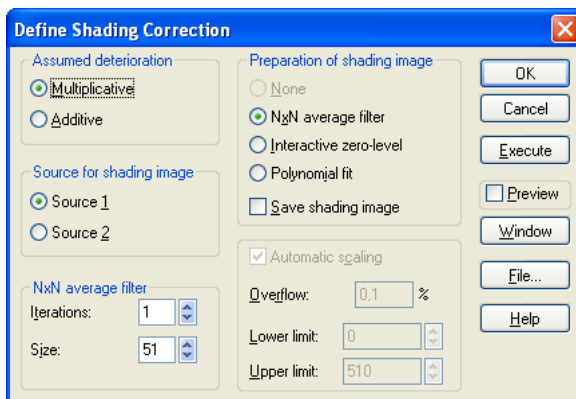 Define Shading Correction
Assumed deterioration
Multiplicative
Additive
Source for shading image
Source 1
Source 2
NxN average filter
Iterations: 1
Size: 51
Preparation of shading image
None
NxN average filter
Interactive zero-level
Polynomial fit
Save shading image
Automatic scaling
Overflow: 0,1 %
Lower limit: 0
Upper limit: 510
OK
Cancel
Execute
Preview
Window
File...
Help